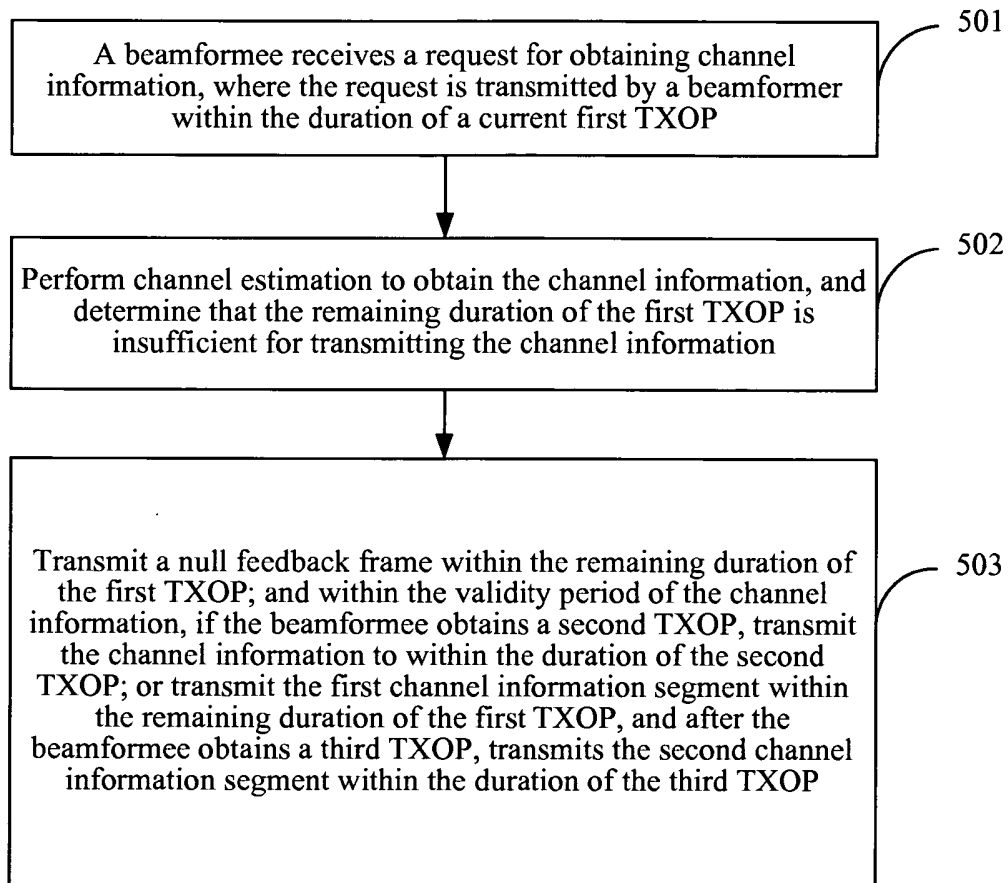 501
A beamformee receives a request for obtaining channel
information, where the request is transmitted by a beamformer
within the duration of a current first TXOP
502
Perform channel estimation to obtain the channel information, and
determine that the remaining duration of the first TXOP is
insufficient for transmitting the channel information
503
Transmit a null feedback frame within the remaining duration of
the first TXOP; and within the validity period of the channel
information, if the beamformee obtains a second TXOP, transmit
the channel information to within the duration of the second
TXOP; or transmit the first channel information segment within
the remaining duration of the first TXOP, and after the
beamformee obtains a third TXOP, transmits the second channel
information segment within the duration of the third TXOP